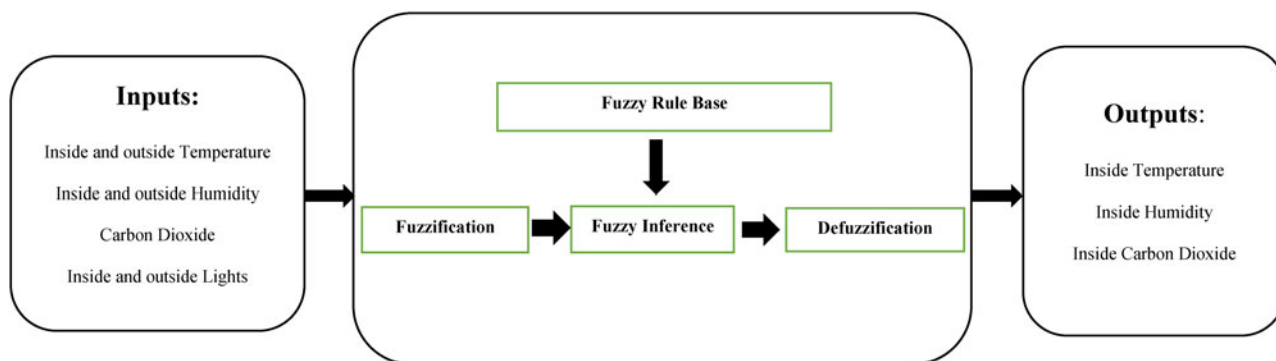 Inputs:
Inside and outside Temperature
Inside and outside Humidity
Carbon Dioxide
Inside and outside Lights
Fuzzy Rule Base
Fuzzification
Fuzzy Inference
Defuzzification
Outputs:
Inside Temperature
Inside Humidity
Inside Carbon Dioxide